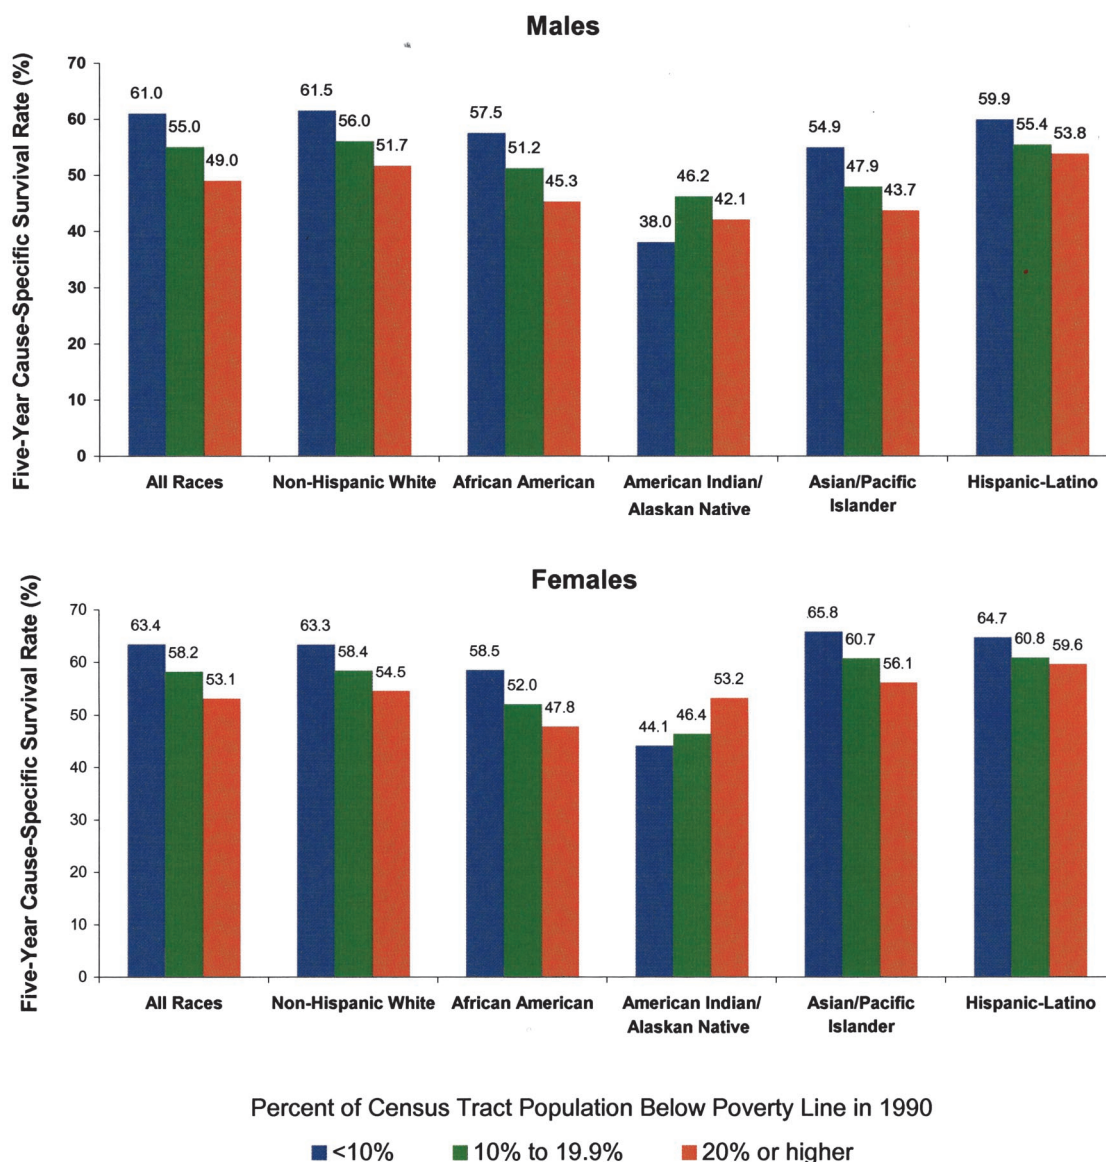 Males
Five-Year Cause-Specific Survival Rate (%)
70
60
50
40
30
20
10
0
61.0
55.0
49.0
61.5
56.0
51.7
57.5
51.2
45.3
38.0
46.2
42.1
54.9
47.9
43.7
59.9
55.4
53.8
All Races
Non-Hispanic White
African American
American Indian/
Alaskan Native
Asian/Pacific
Islander
Hispanic-Latino
Females
Five-Year Cause-Specific Survival Rate (%)
70
60
50
40
30
20
10
0
63.4
58.2
53.1
63.3
58.4
54.5
58.5
52.0
47.8
44.1
46.4
53.2
65.8
60.7
56.1
64.7
60.8
59.6
All Races
Non-Hispanic White
African American
American Indian/
Alaskan Native
Asian/Pacific
Islander
Hispanic-Latino
Percent of Census Tract Population Below Poverty Line in 1990
<10%
10% to 19.9%
20% or higher